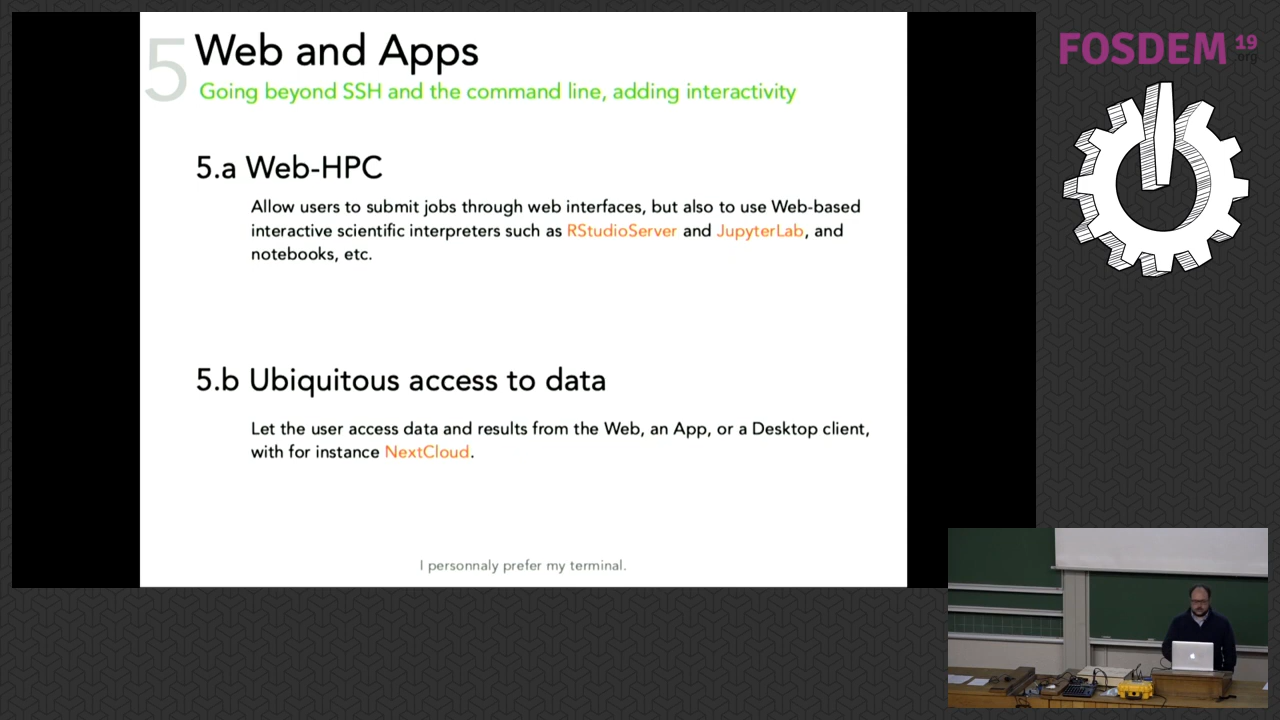 5 Web and Apps
Going beyond SSH and the command line, adding interactivity
5.a Web-HPC
Allow users to submit jobs through web interfaces, but also to use Web-based
interactive scientific interpreters such as RStudioServer and JupyterLab, and
notebooks, etc.
5.b Ubiquitous access to data
Let the user access data and results from the Web, an App, or a Desktop client,
with for instance NextCloud.
I personnaly prefer my terminal.
FOSDEM 19
.org